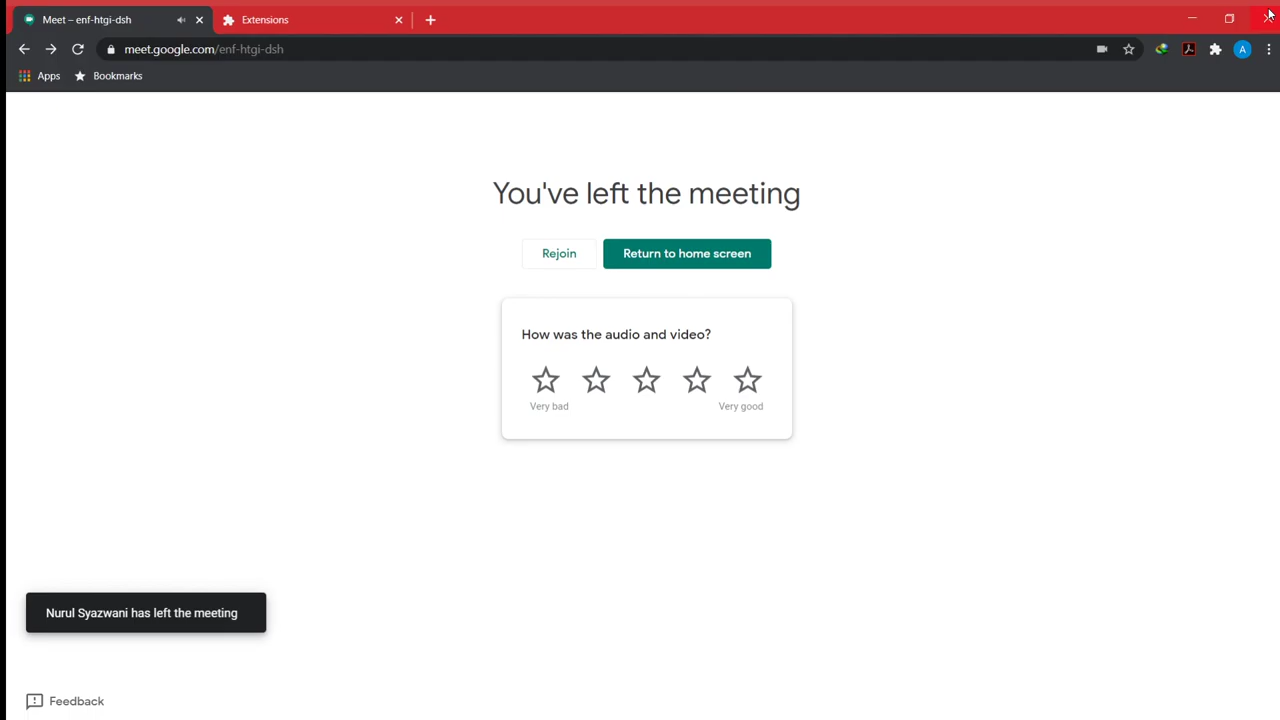 Meet – enf-htgi-dsh
Extensions
meet.google.com/enf-htgi-dsh
A
Apps
Bookmarks
You've left the meeting
Rejoin
Return to home screen
How was the audio and video?
Very bad
Very good
Nurul Syazwani has left the meeting
Feedback